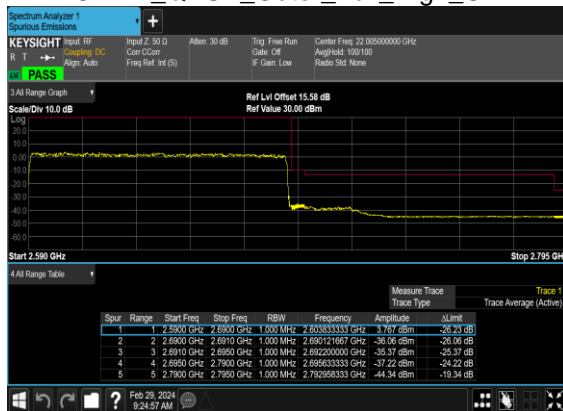 Spectrum Analyzer 1
Spurious Emissions
+
KEYSIGHT Input: RF Input Z: 50 Ω Atten: 30 dB Trig: Free Run Center Freq: 22.005000000 GHz
R T Coupling: DC Corr CCorr Gate: Off Avg|Hold: 100/100
Align: Auto Freq Ref: Int (S) IF Gain: Low Radio Std: None
PASS
3 All Range Graph
Ref Lvl Offset 15.58 dB
Scale/Div 10.0 dB Ref Value 30.00 dBm
Log
20.0
10.0
0.00
-10.0
-20.0
-30.0
-40.0
-50.0
-60.0
Start 2.590 GHz Stop 2.795 GH
4 All Range Table
Measure Trace Trace 1
Trace Type Trace Average (Active)
Spur Range Start Freq Stop Freq RBW Frequency Amplitude ΔLimit
1 1 2.5900 GHz 2.6900 GHz 1.000 MHz 2.603833333 GHz 3.767 dBm -26.23 dB
2 2 2.6900 GHz 2.6910 GHz 1.000 MHz 2.690121667 GHz -36.06 dBm -26.06 dB
3 3 2.6910 GHz 2.6950 GHz 1.000 MHz 2.692200000 GHz -35.37 dBm -25.37 dB
4 4 2.6950 GHz 2.7900 GHz 1.000 MHz 2.695633333 GHz -37.22 dBm -24.22 dB
5 5 2.7900 GHz 2.7950 GHz 1.000 MHz 2.792958333 GHz -44.34 dBm -19.34 dB
? Feb 29, 2024
9:24:57 AM